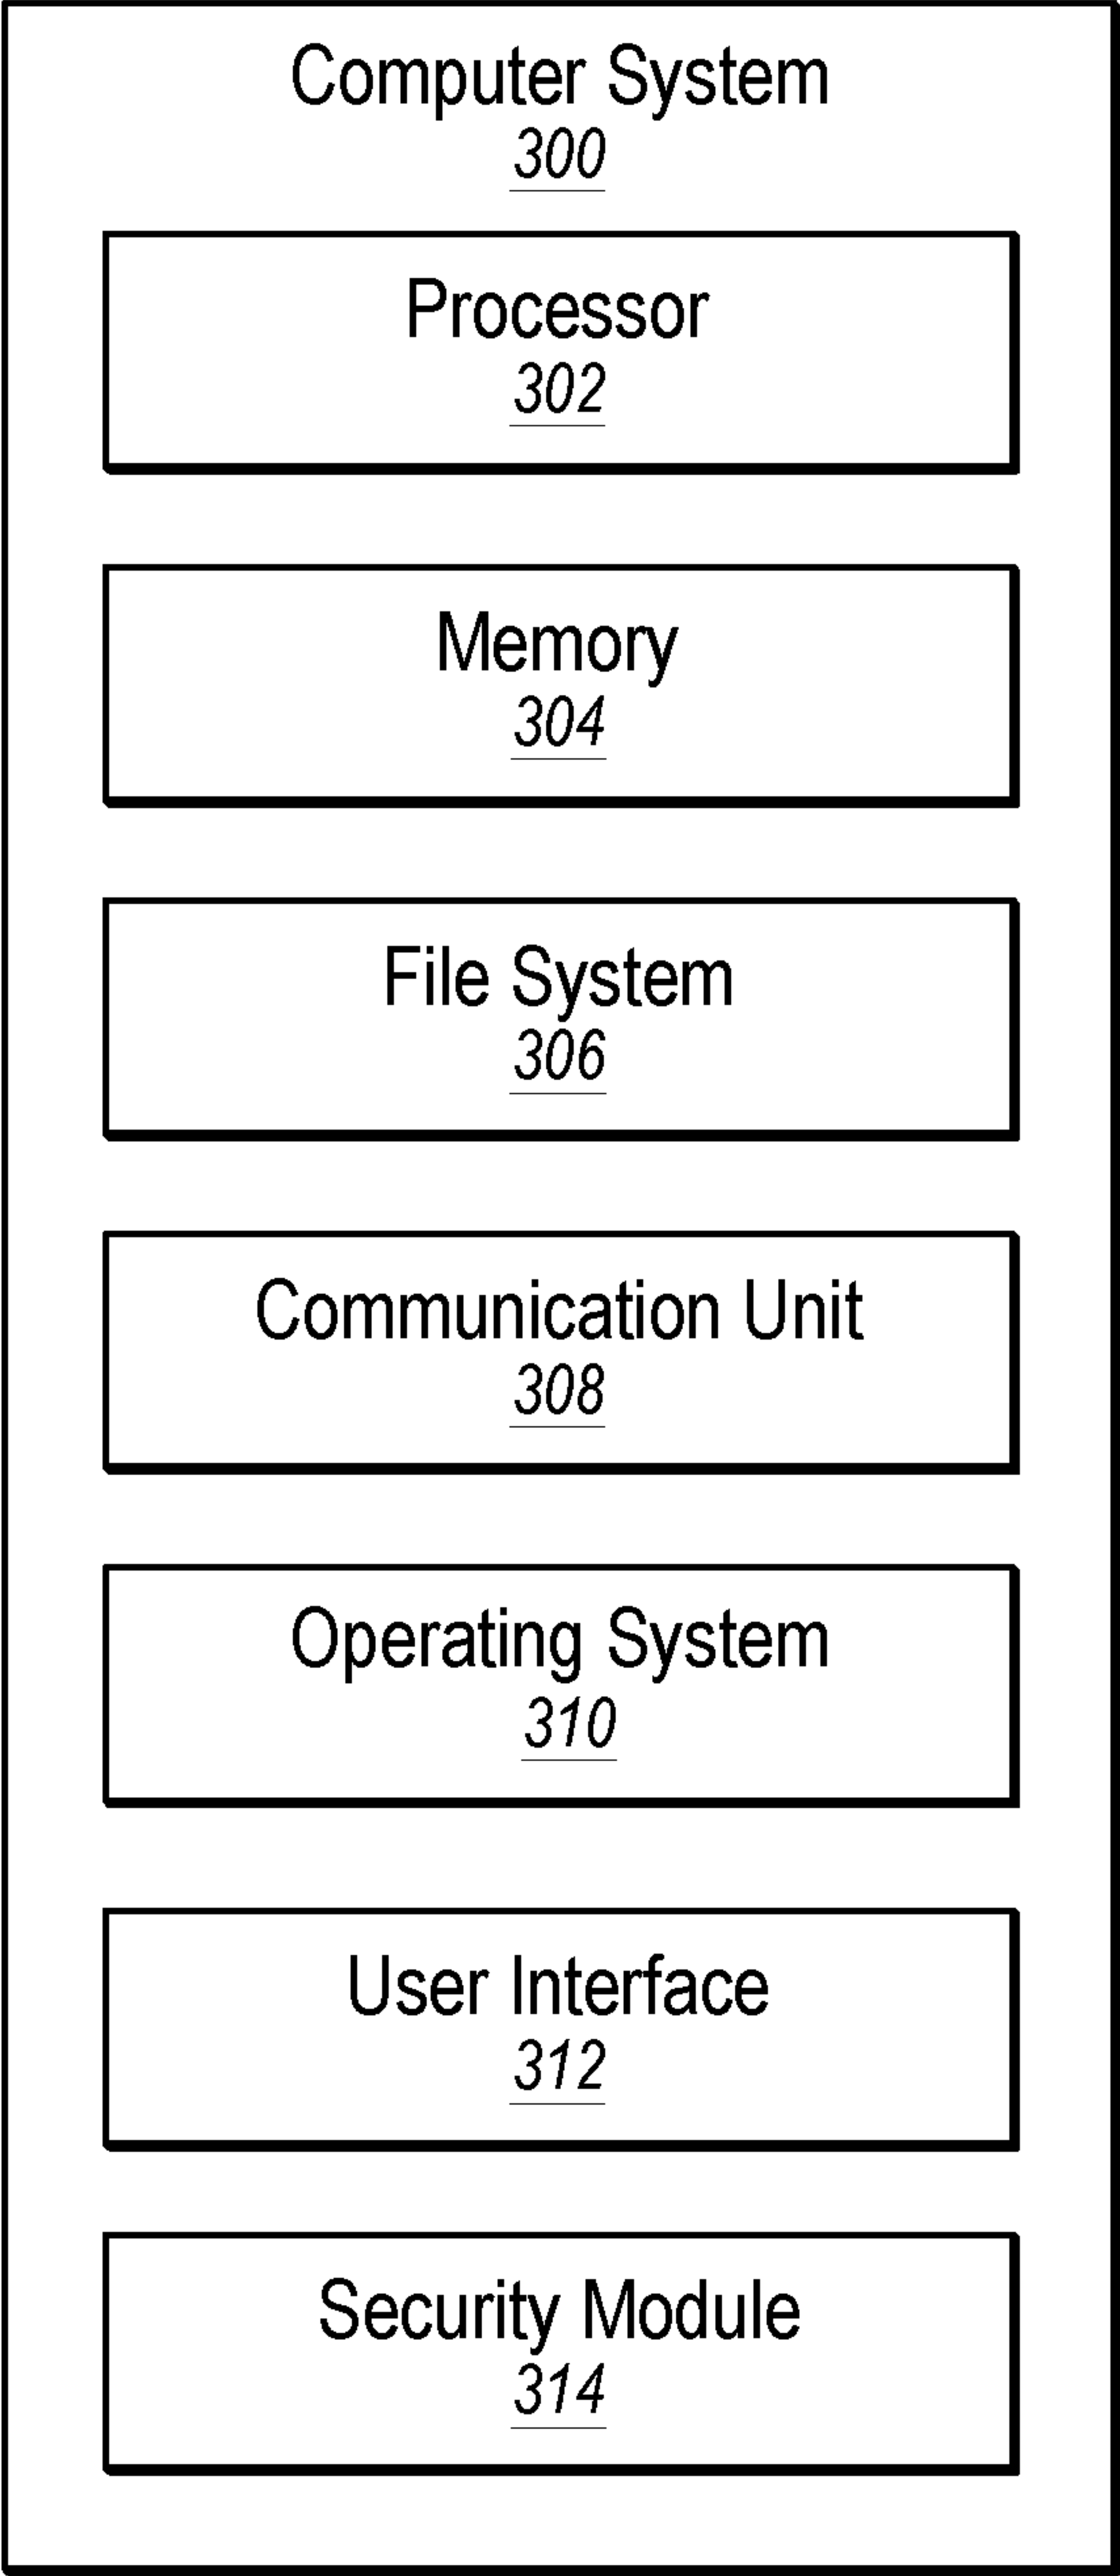 Computer System
300
Processor
302
Memory
304
File System
306
Communication Unit
308
Operating System
310
User Interface
312
Security Module
314